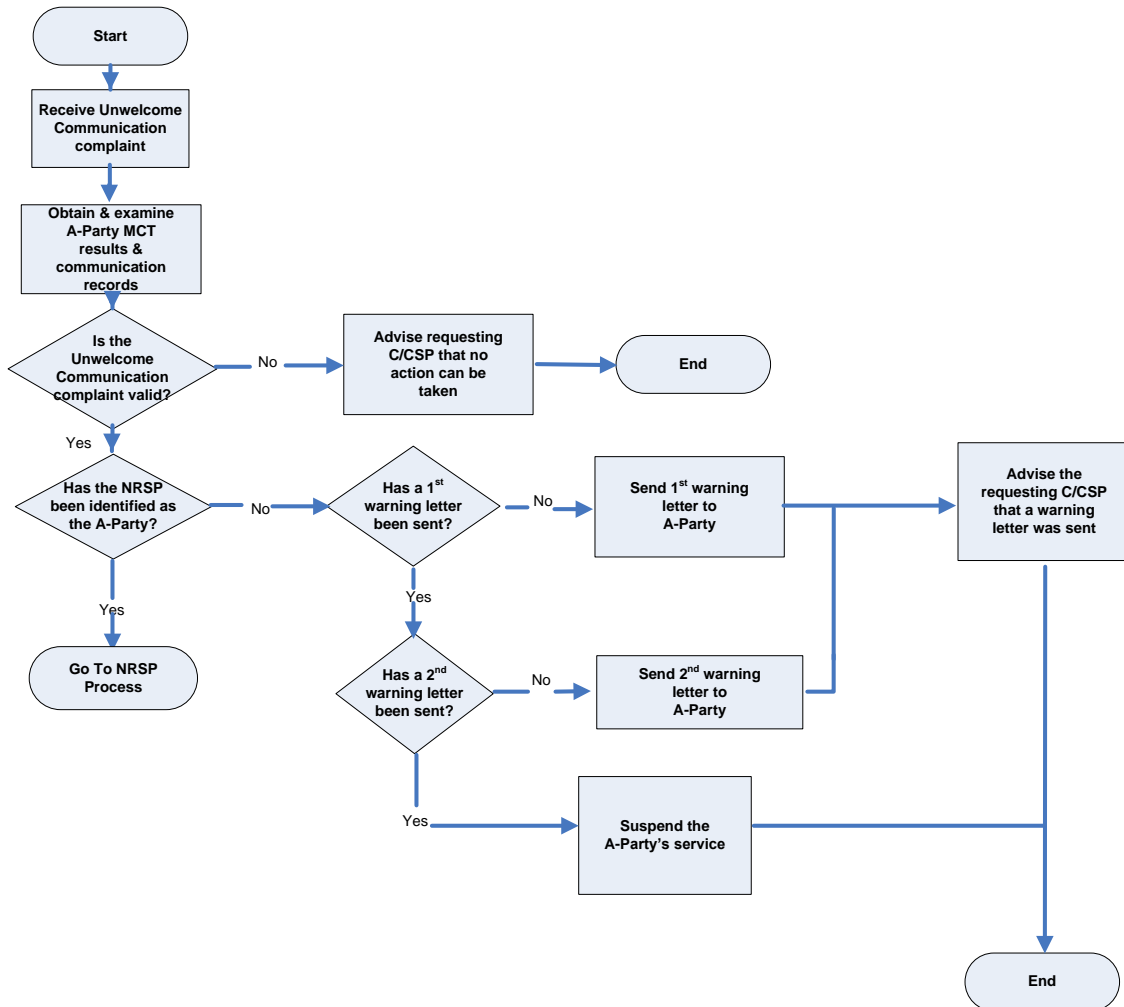 Start
Receive Unwelcome
Communication
complaint
Obtain & examine
A-Party MCT
results &
communication
records
Is the
Unwelcome
Communication
complaint valid?
No
Advise requesting
C/CSP that no
action can be
taken
End
Yes
Has the NRSP
been identified as
the A-Party?
No
Has a 1st
warning letter
been sent?
No
Send 1st warning
letter to
A-Party
Advise the
requesting C/CSP
that a warning
letter was sent
Yes
Go To NRSP
Process
Yes
Has a 2nd
warning letter
been sent?
No
Send 2nd warning
letter to
A-Party
Yes
Suspend the
A-Party’s service
End